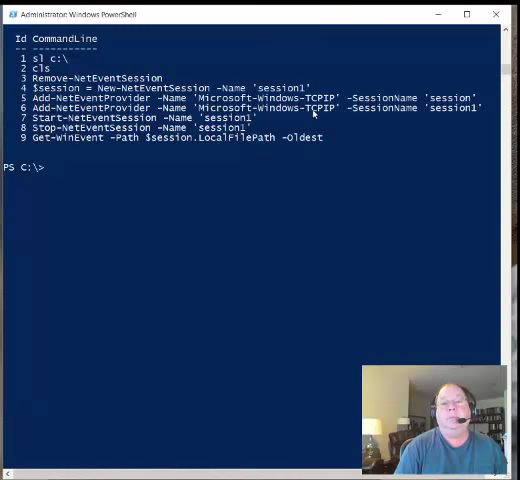 Administrator: Windows PowerShell
Id CommandLine
-- -----------
1 sl c:\
2 cls
3 Remove-NetEventSession
4 $session = New-NetEventSession -Name 'session1'
5 Add-NetEventProvider -Name 'Microsoft-Windows-TCPIP' -SessionName 'session'
6 Add-NetEventProvider -Name 'Microsoft-Windows-TCPIP' -SessionName 'session1'
7 Start-NetEventSession -Name 'session1'
8 Stop-NetEventSession -Name 'session1'
9 Get-WinEvent -Path $session.LocalFilePath -Oldest
PS C:\>